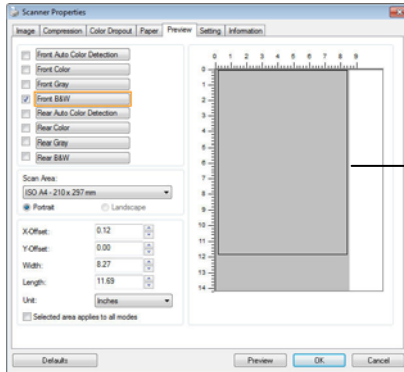 Scanner Properties
Image Compression Color Dropout Paper Preview Setting Information
Front Auto Color Detection
Front Color
Front Gray
Front B&W
Rear Auto Color Detection
Rear Color
Rear Gray
Rear B&W
Scan Area:
ISO A4 - 210 x 297 mm
Portrait Landscape
X-Offset: 0.12
Y-Offset: 0.00
Width: 8.27
Length: 11.69
Unit: Inches
Selected area applies to all modes
0 1 2 3 4 5 6 7 8 9
0
1
2
3
4
5
6
7
8
9
10
11
12
13
14
Defaults Preview OK Cancel